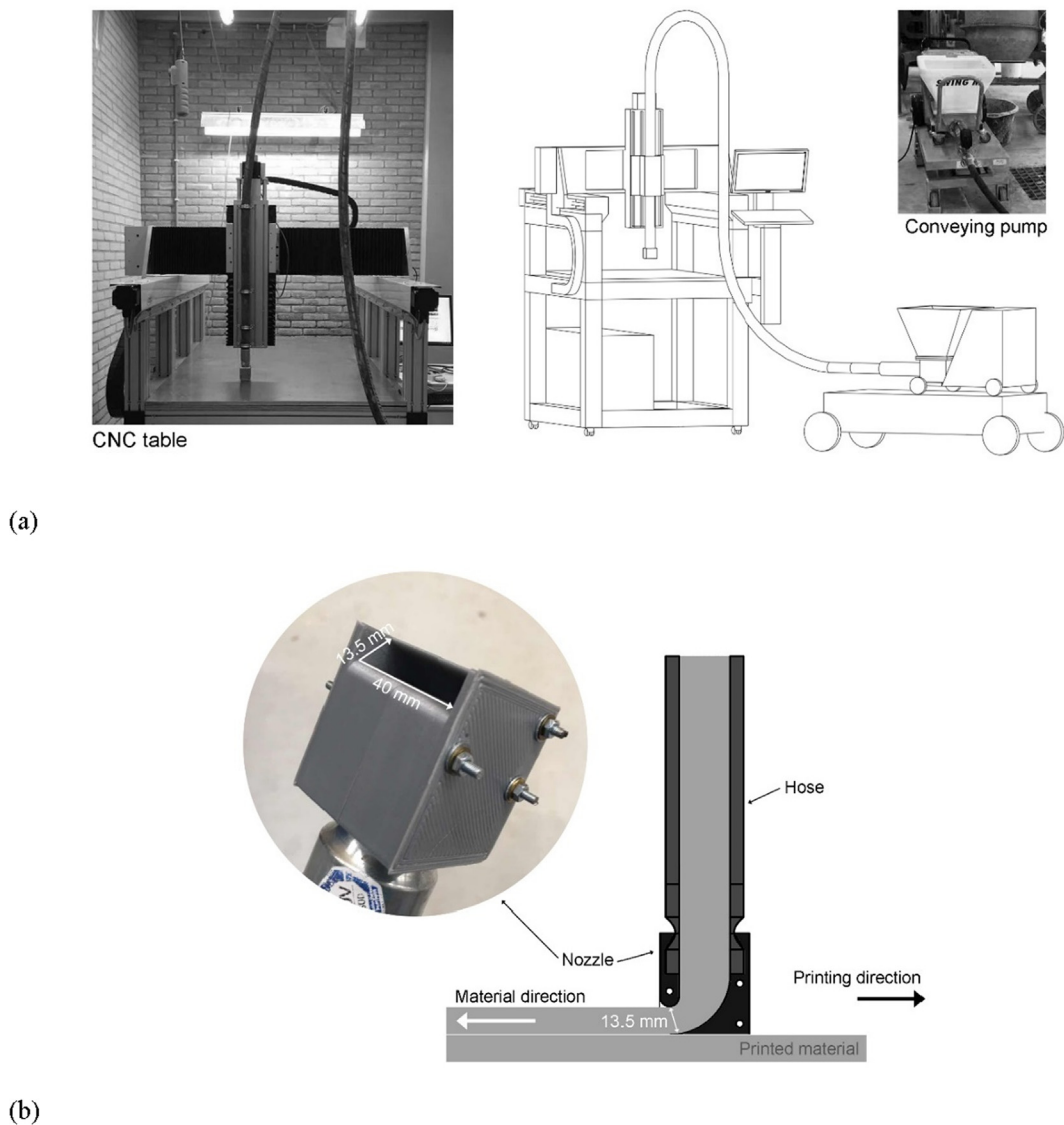 SWING M
Conveying pump
CNC table
(a)
13.5 mm
40 mm
Hose
Nozzle
Printing direction
Material direction
13.5 mm
Printed material
(b)